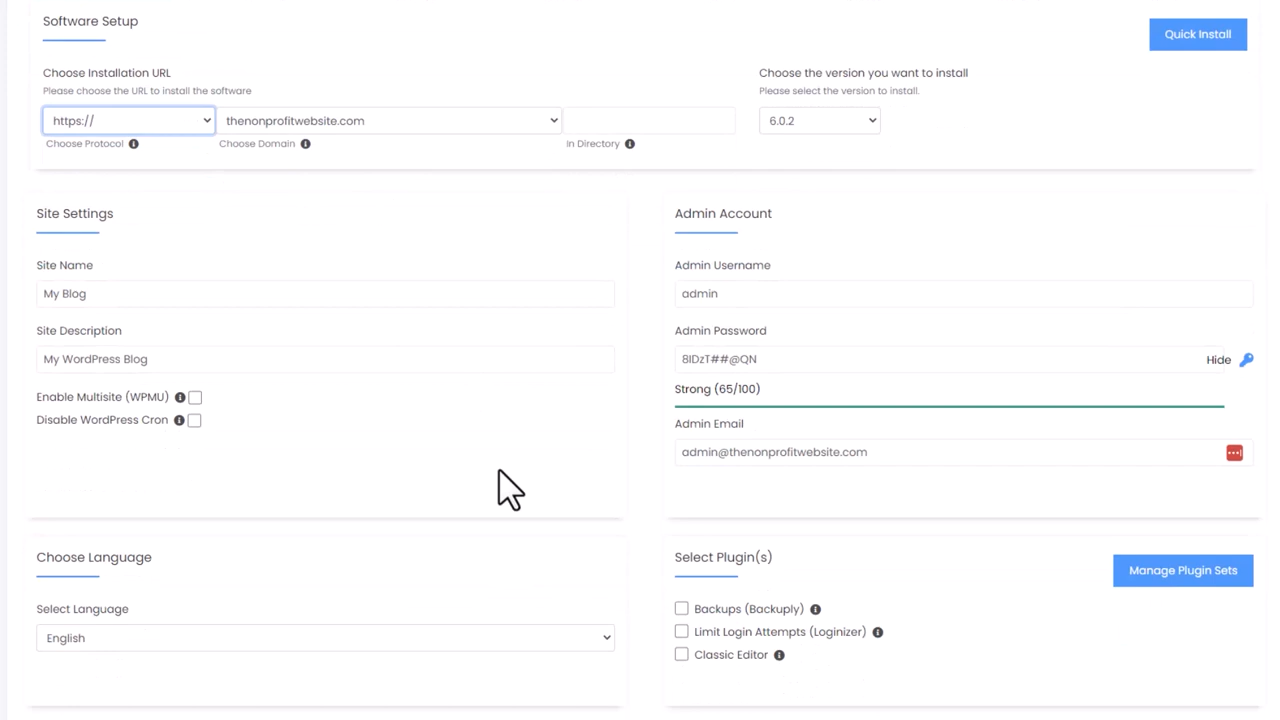 Software Setup
Quick Install
Choose Installation URL
Please choose the URL to install the software
https://
thenonprofitwebsite.com
Choose Protocol
Choose Domain
In Directory
Choose the version you want to install
Please select the version to install.
6.0.2
Site Settings
Site Name
My Blog
Site Description
My WordPress Blog
Enable Multisite (WPMU)
Disable WordPress Cron
Admin Account
Admin Username
admin
Admin Password
8IDzT##@QN
Hide
Strong (65/100)
Admin Email
admin@thenonprofitwebsite.com
Choose Language
Select Language
English
Select Plugin(s)
Manage Plugin Sets
Backups (Backuply)
Limit Login Attempts (Loginizer)
Classic Editor